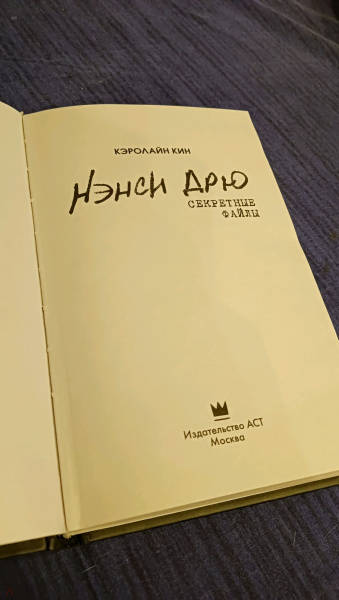 КЭРОЛАЙН КИН
НЭНСИ ДРЮ
СЕКРЕТНЫЕ
ФАЙЛЫ
Издательство АСТ
Москва